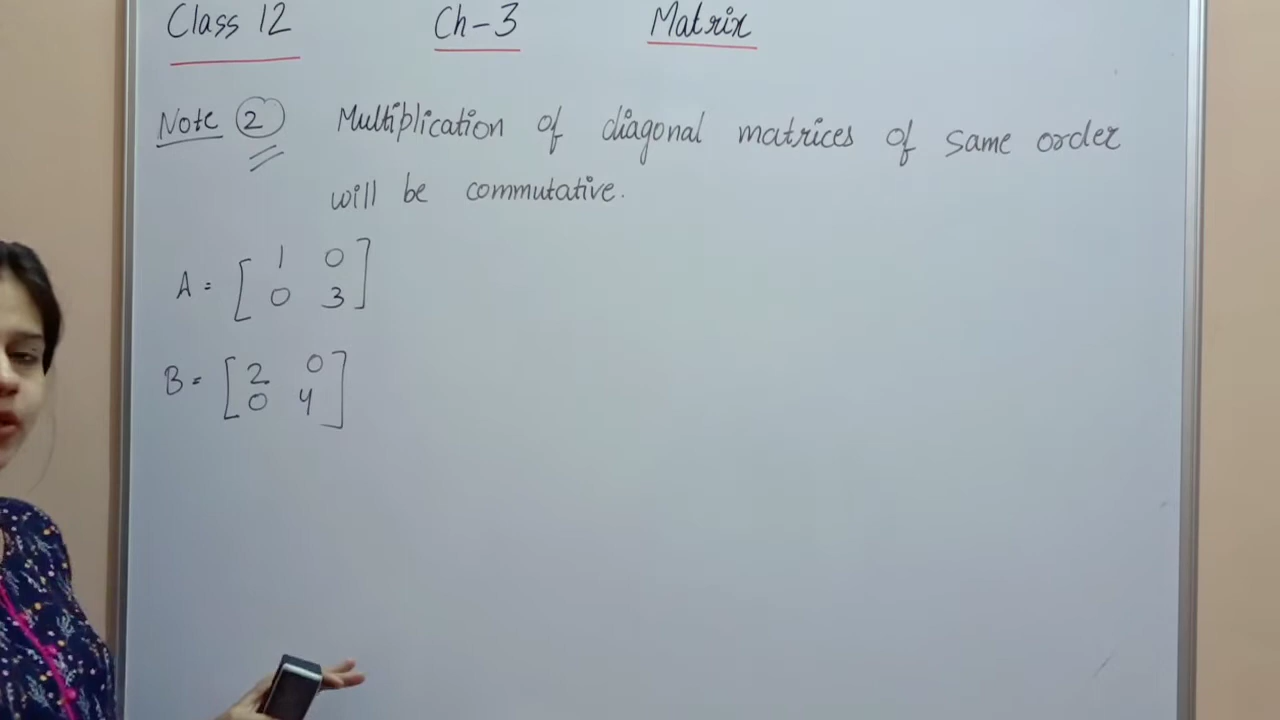 Class 12 Ch-3 Matrix
Note 2 Multiplication of diagonal matrices of same order
will be commutative.
A = [ 1 0
0 3 ]
B = [ 2 0
0 4 ]